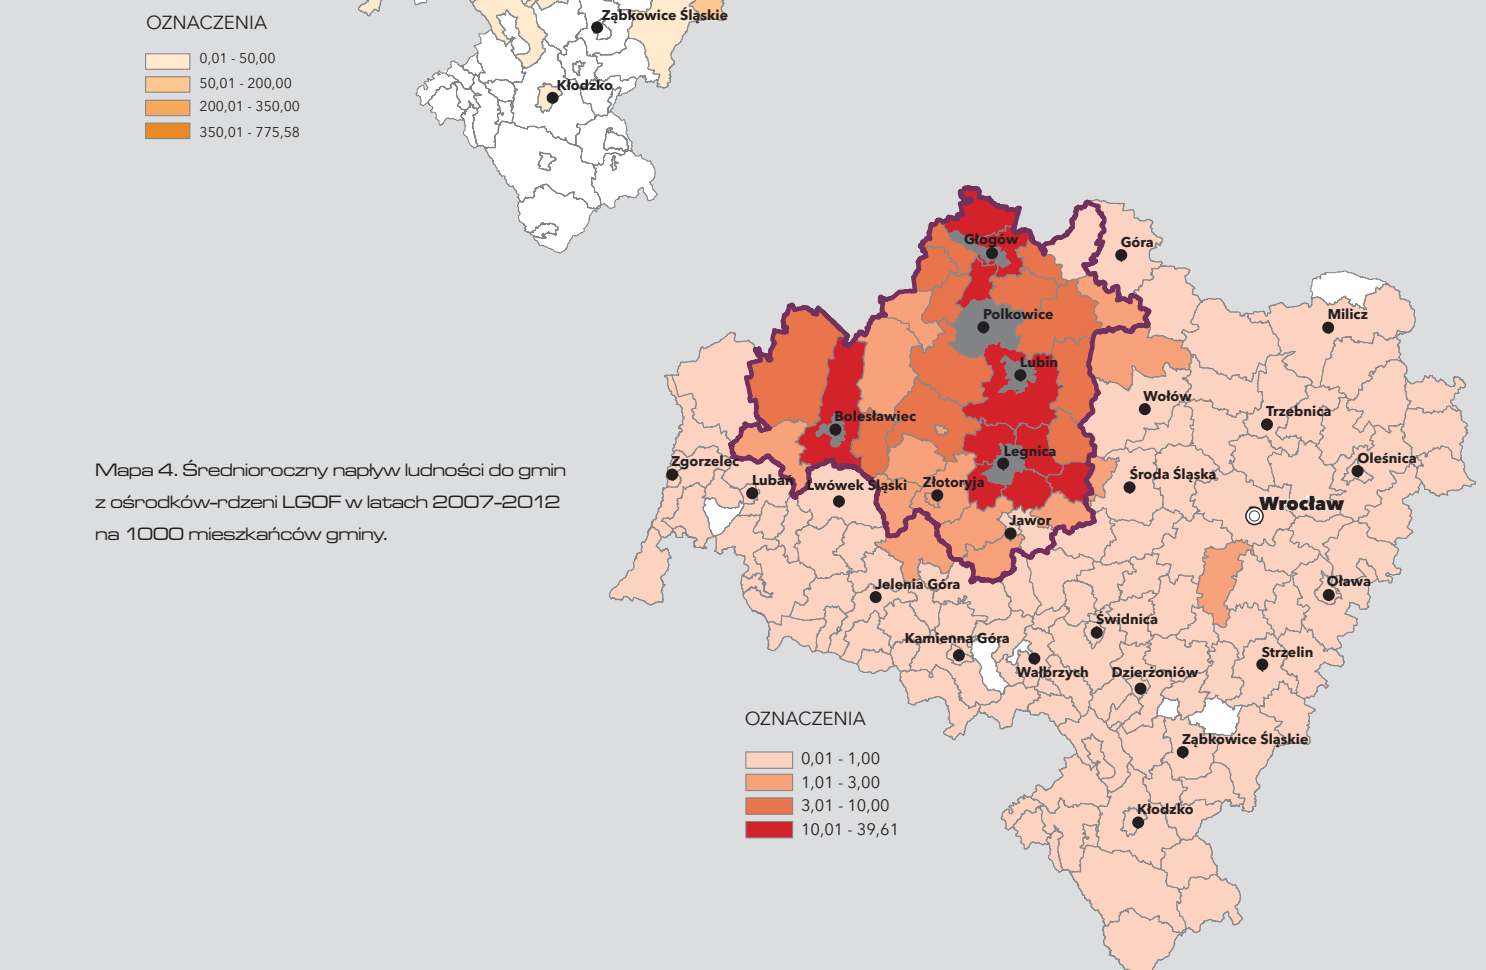 OZNACZENIA
0,01 - 50,00
50,01 - 200,00
200,01 - 350,00
350,01 - 775,58
Ząbkowice Śląskie
Kłodzko
Mapa 4. Średnioroczny napływ ludności do gmin
z ośrodków-rdzeni LGOF w latach 2007-2012
na 1000 mieszkańców gminy.
Głogów
Góra
Polkowice
Milicz
Lubin
Wołów
Trzebnica
Bolesławiec
Legnica
Oleśnica
Zgorzelec
Lubań
Lwówek Śląski
Złotoryja
Środa Śląska
Wrocław
Jawor
Jelenia Góra
Oława
Świdnica
Kamienna Góra
Strzelin
Wałbrzych
Dzierżoniów
Ząbkowice Śląskie
Kłodzko
OZNACZENIA
0,01 - 1,00
1,01 - 3,00
3,01 - 10,00
10,01 - 39,61